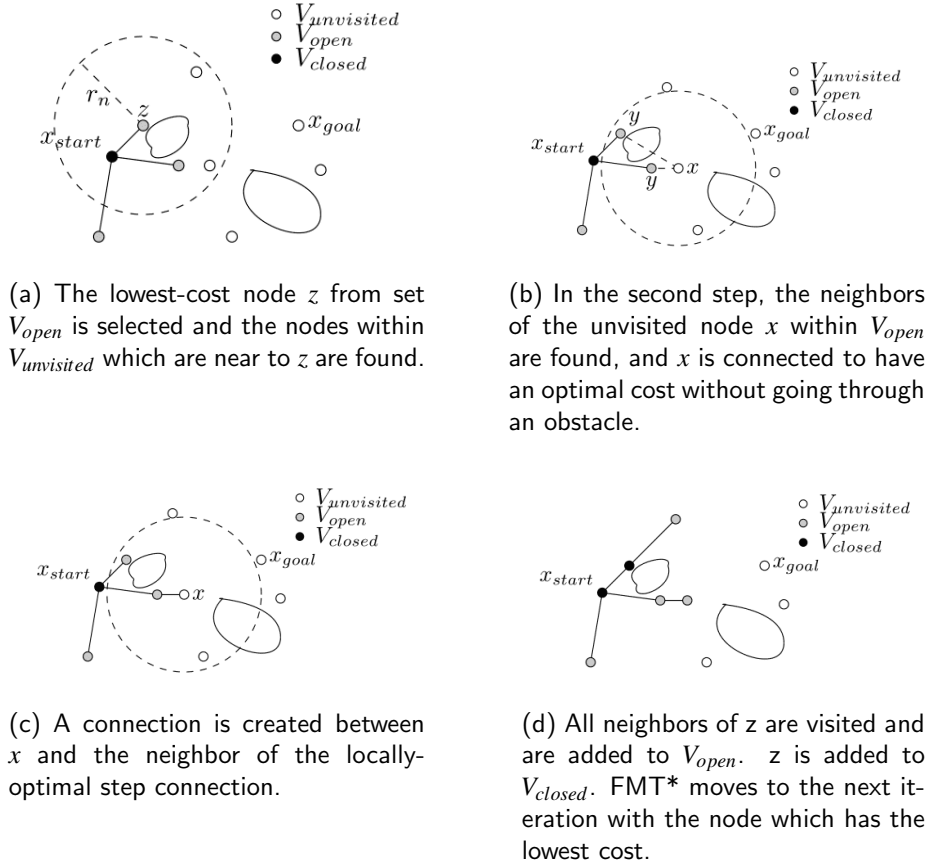 V_unvisited
V_open
V_closed
r_n
z
x_start
x_goal
(a) The lowest-cost node z from set
V_open is selected and the nodes within
V_unvisited which are near to z are found.
V_unvisited
V_open
V_closed
y
x_goal
x_start
y
x
(b) In the second step, the neighbors
of the unvisited node x within V_open
are found, and x is connected to have
an optimal cost without going through
an obstacle.
V_unvisited
V_open
V_closed
x_goal
x_start
x
(c) A connection is created between
x and the neighbor of the locally-
optimal step connection.
V_unvisited
V_open
V_closed
x_goal
x_start
(d) All neighbors of z are visited and
are added to V_open. z is added to
V_closed. FMT* moves to the next it-
eration with the node which has the
lowest cost.